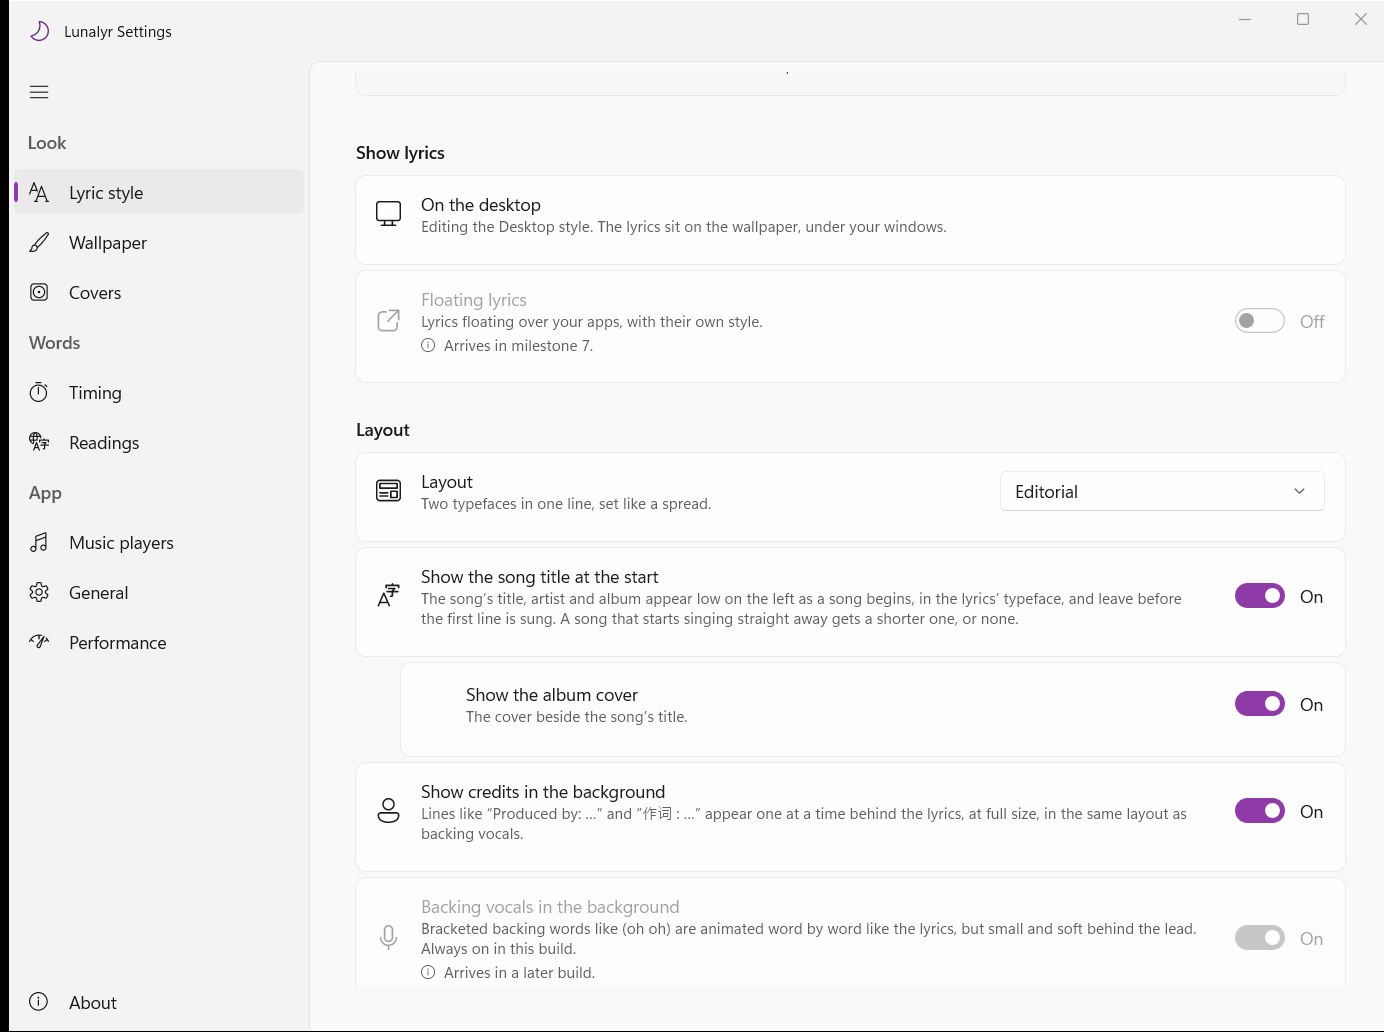 Lunalyr Settings
Look
Lyric style
Wallpaper
Covers
Words
Timing
Readings
App
Music players
General
Performance
About
Show lyrics
On the desktop
Editing the Desktop style. The lyrics sit on the wallpaper, under your windows.
Floating lyrics
Lyrics floating over your apps, with their own style.
Arrives in milestone 7.
Off
Layout
Layout
Two typefaces in one line, set like a spread.
Editorial
Show the song title at the start
The song’s title, artist and album appear low on the left as a song begins, in the lyrics’ typeface, and leave before
the first line is sung. A song that starts singing straight away gets a shorter one, or none.
On
Show the album cover
The cover beside the song’s title.
On
Show credits in the background
Lines like “Produced by: …” and “作词 : …” appear one at a time behind the lyrics, at full size, in the same layout as
backing vocals.
On
Backing vocals in the background
Bracketed backing words like (oh oh) are animated word by word like the lyrics, but small and soft behind the lead.
Always on in this build.
Arrives in a later build.
On